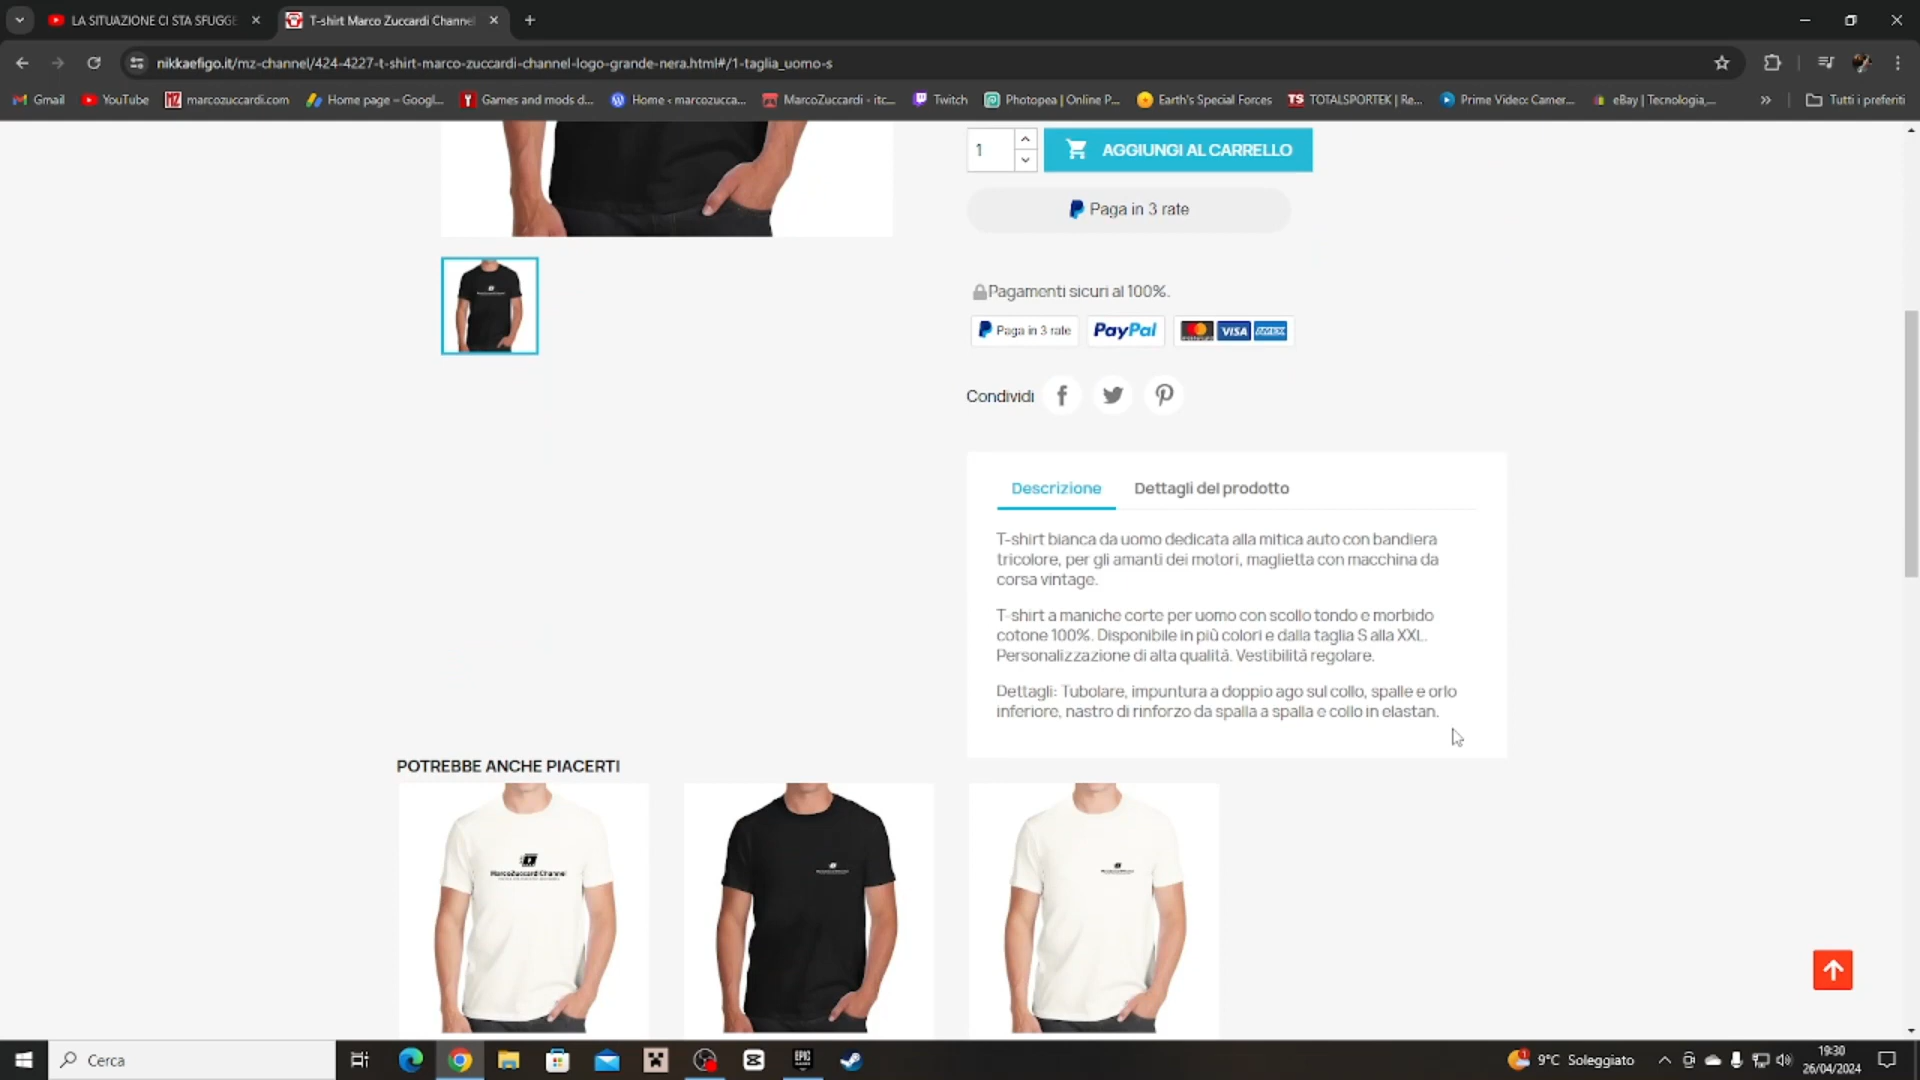 LA SITUAZIONE CI STA SFUGGE
T-shirt Marco Zuccardi Channel
nikkaefigo.it/mz-channel/424-4227-t-shirt-marco-zuccardi-channel-logo-grande-nera.html#/1-taglia_uomo-s
Gmail
YouTube
marcozuccardi.com
Home page – Googl...
Games and mods d...
Home ‹ marcozucca...
MarcoZuccardi - itc...
Twitch
Photopea | Online P...
Earth's Special Forces
TOTALSPORTEK | Re...
Prime Video: Camer...
eBay | Tecnologia,...
»
Tutti i preferiti
1
AGGIUNGI AL CARRELLO
Paga in 3 rate
Pagamenti sicuri al 100%.
Paga in 3 rate
PayPal
VISA
AMEX
Condividi
Descrizione
Dettagli del prodotto
T-shirt bianca da uomo dedicata alla mitica auto con bandiera
tricolore, per gli amanti dei motori, maglietta con macchina da
corsa vintage.
T-shirt a maniche corte per uomo con scollo tondo e morbido
cotone 100%. Disponibile in più colori e dalla taglia S alla XXL.
Personalizzazione di alta qualità. Vestibilità regolare.
Dettagli: Tubolare, impuntura a doppio ago sul collo, spalle e orlo
inferiore, nastro di rinforzo da spalla a spalla e collo in elastan.
POTREBBE ANCHE PIACERTI
MarcoZuccardi Channel
Cerca
EPIC
9°C Soleggiato
19:30
26/04/2024